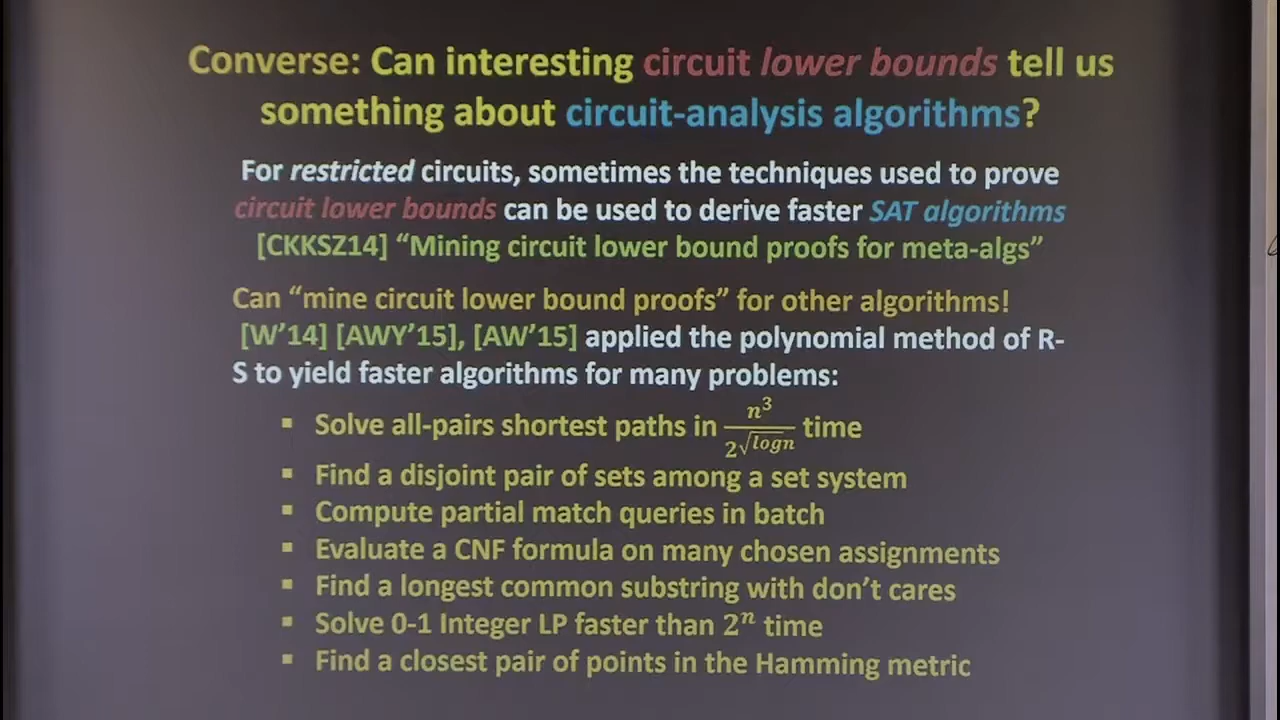 Converse: Can interesting circuit lower bounds tell us
something about circuit-analysis algorithms?
For restricted circuits, sometimes the techniques used to prove
circuit lower bounds can be used to derive faster SAT algorithms
[CKKSZ14] “Mining circuit lower bound proofs for meta-algs”
Can “mine circuit lower bound proofs” for other algorithms!
[W’14] [AWY’15], [AW’15] applied the polynomial method of R-
S to yield faster algorithms for many problems:
▪ Solve all-pairs shortest paths in n³/2^√logn time
▪ Find a disjoint pair of sets among a set system
▪ Compute partial match queries in batch
▪ Evaluate a CNF formula on many chosen assignments
▪ Find a longest common substring with don’t cares
▪ Solve 0-1 Integer LP faster than 2ⁿ time
▪ Find a closest pair of points in the Hamming metric